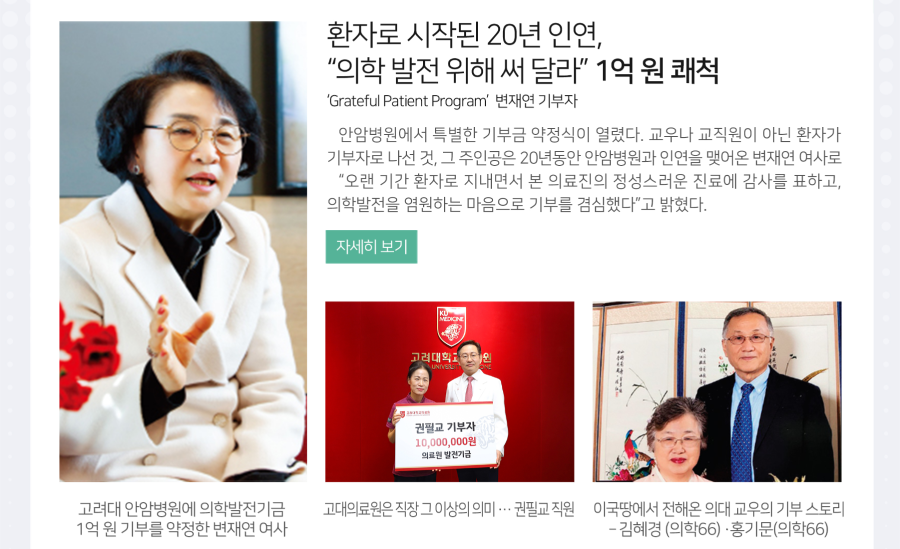 환자로 시작된 20년 인연,
“의학 발전 위해 써 달라” 1억 원 쾌척
‘Grateful Patient Program’ 변재연 기부자
안암병원에서 특별한 기부금 약정식이 열렸다. 교우나 교직원이 아닌 환자가
기부자로 나선 것, 그 주인공은 20년동안 안암병원과 인연을 맺어온 변재연 여사로
“오랜 기간 환자로 지내면서 본 의료진의 정성스러운 진료에 감사를 표하고,
의학발전을 염원하는 마음으로 기부를 겸심했다”고 밝혔다.
자세히 보기
KU
MEDICINE
고려대학교
원
UNIVERS
권필교 기부자
10,000,000원
의료원 발전기금
고려대 안암병원에 의학발전기금
1억 원 기부를 약정한 변재연 여사
고대의료원은 직장 그 이상의 의미 … 권필교 직원
이국땅에서 전해온 의대 교우의 기부 스토리
– 김혜경 (의학66) ·홍기문(의학66)